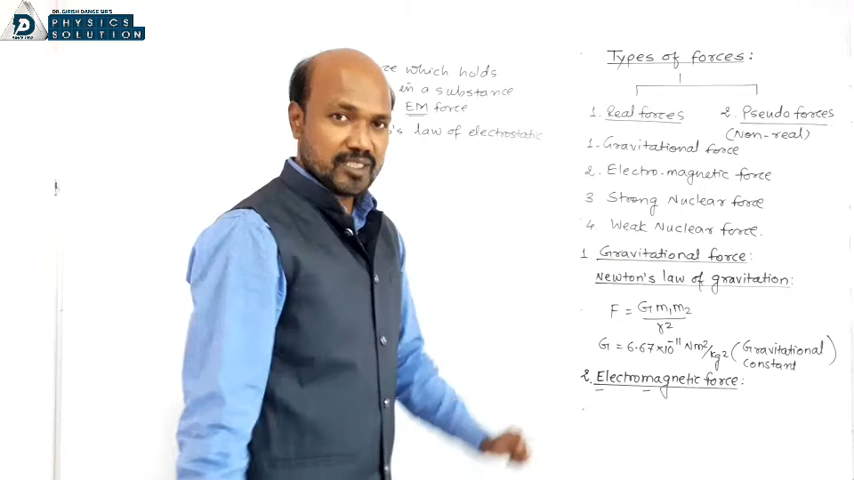 DR. GIRISH DANGE SIR'S
PHYSICS
SOLUTION
which holds
in a substance
EM force
law of electrostatic
Types of forces:
1. Real forces
2. Pseudo forces
(Non-real)
1. Gravitational force
2. Electro-magnetic force
3 Strong Nuclear force
4. Weak Nuclear force.
1 Gravitational force:
Newton's law of gravitation:
F = Gm₁m₂/r²
G = 6.67×10⁻¹¹ Nm²/kg² (Gravitational constant)
2. Electromagnetic force: